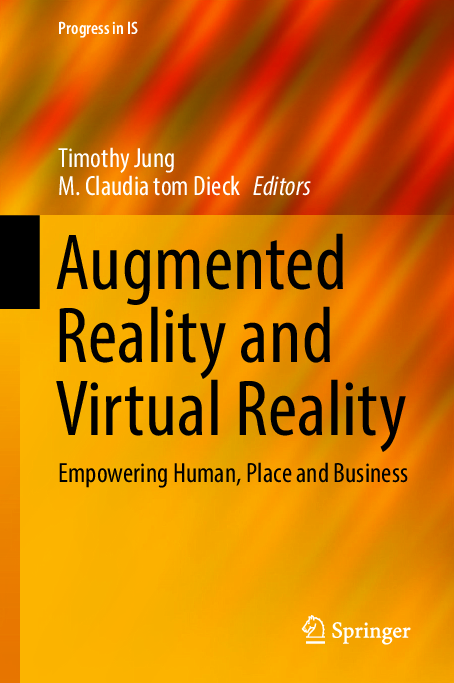 Progress in IS
Timothy Jung
M. Claudia tom Dieck Editors
Augmented
Reality and
Virtual Reality
Empowering Human, Place and Business
Springer